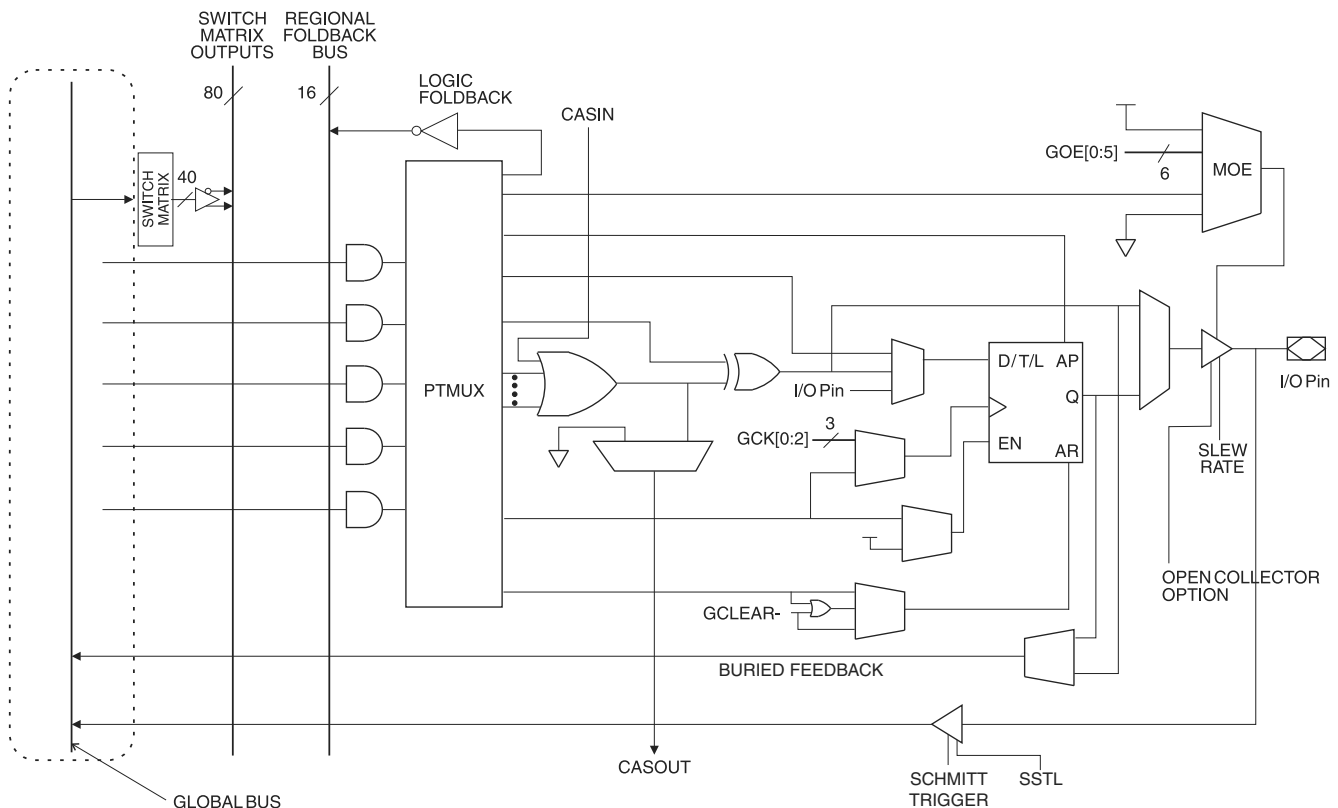 SWITCH
MATRIX
OUTPUTS
REGIONAL
FOLDBACK
BUS
80
16
LOGIC
FOLDBACK
CASIN
GOE[0:5]
6
MOE
SWITCH
MATRIX
40
PTMUX
D/T/L
AP
Q
EN
AR
I/O Pin
I/O Pin
GCK[0:2]
3
SLEW
RATE
OPEN COLLECTOR
OPTION
GCLEAR-
BURIED FEEDBACK
CASOUT
SCHMITT
TRIGGER
SSTL
GLOBAL BUS